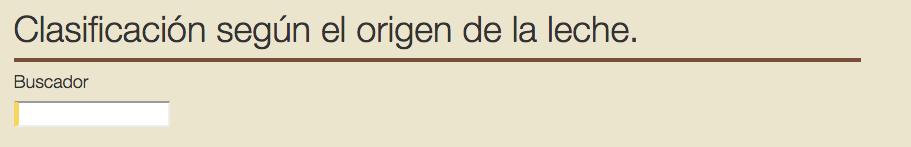 Clasificación según el origen de la leche.
Buscador